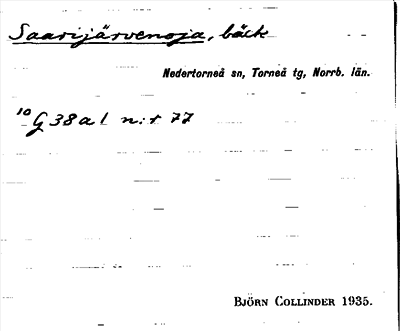 Saarijärvenoja, bäck
Nedertorneå sn, Torneå tg, Norrb. län.
10 G 38 a 1 n:r 77
BJÖRN COLLINDER 1935.